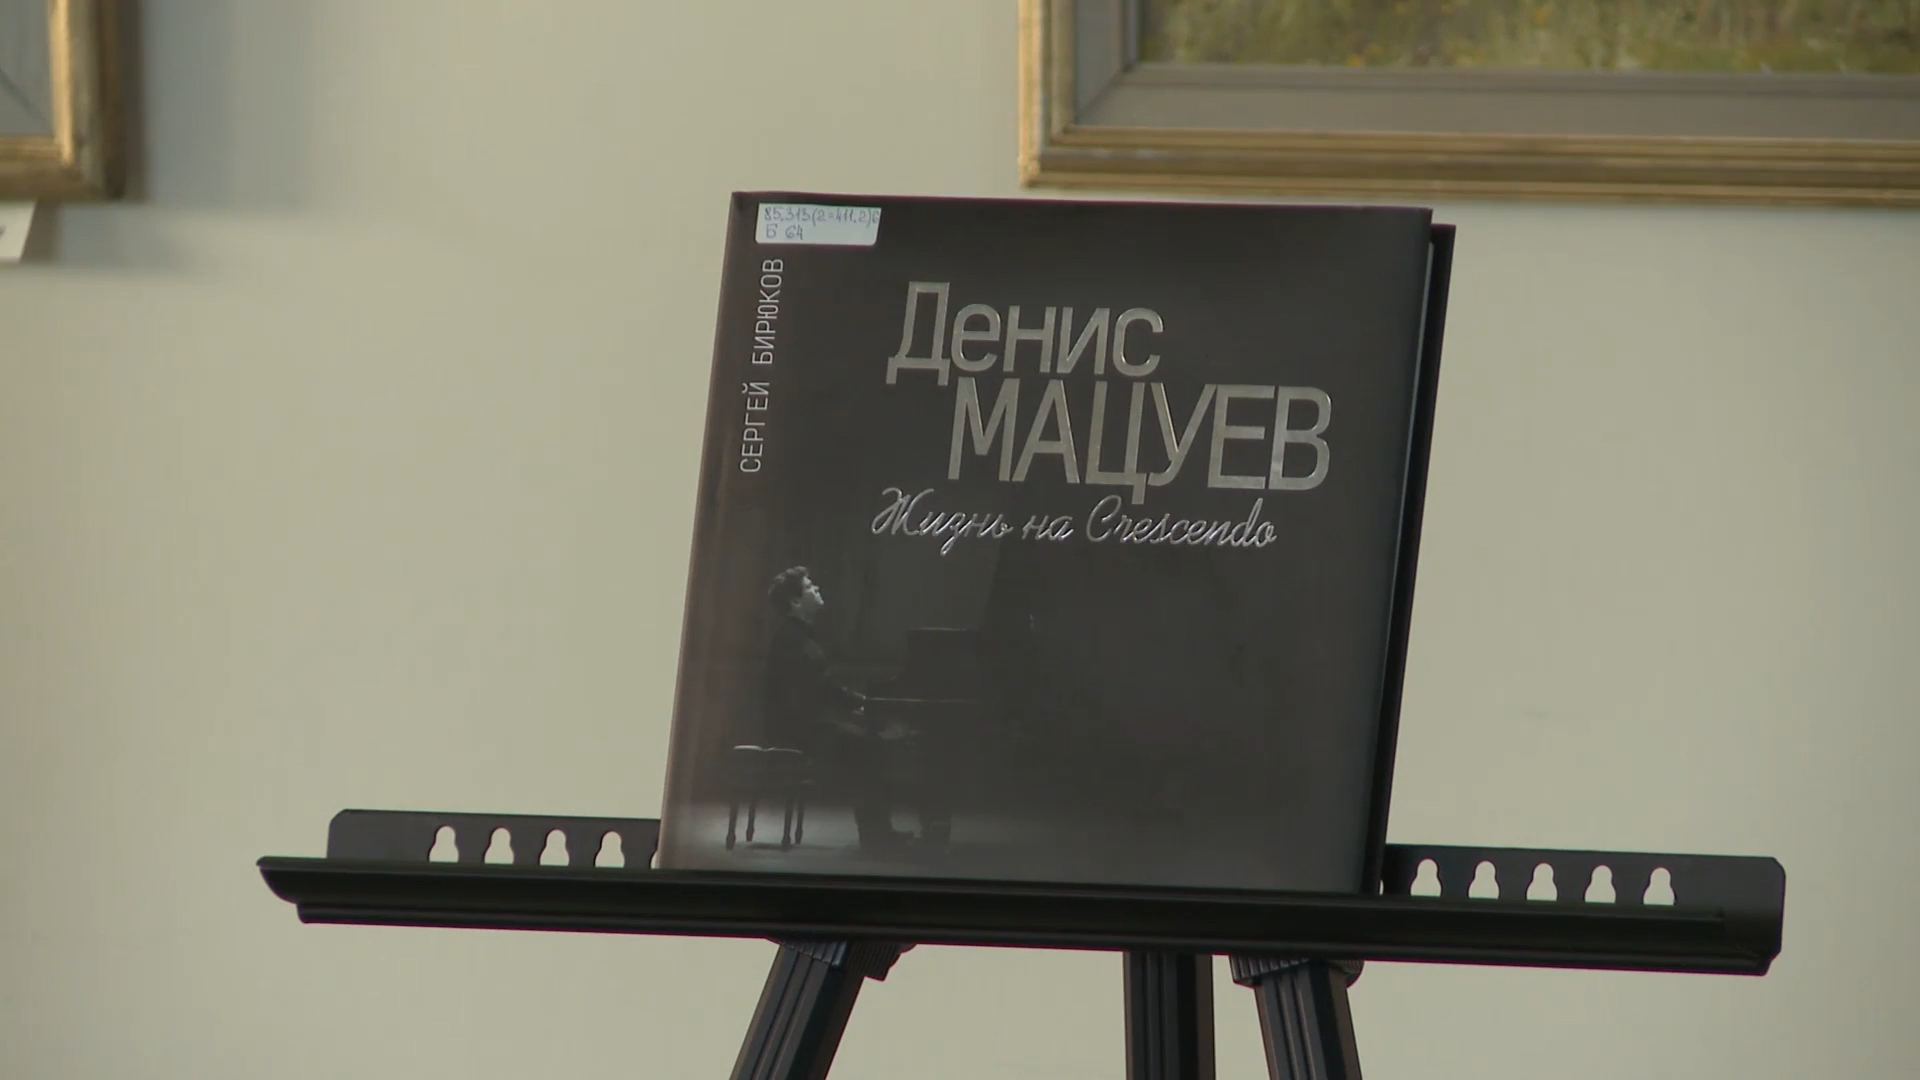 85.313(2=411.2)6
Б 64
СЕРГЕЙ БИРЮКОВ
Денис
МАЦУЕВ
Жизнь на Crescendo